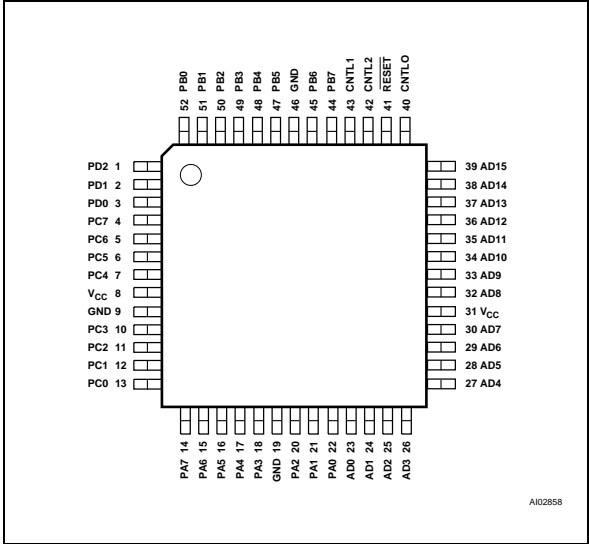 52 PB0
51 PB1
50 PB2
49 PB3
48 PB4
47 PB5
46 GND
45 PB6
44 PB7
43 CNTL1
42 CNTL2
41 RESET
40 CNTL0
PD2 1
PD1 2
PD0 3
PC7 4
PC6 5
PC5 6
PC4 7
VCC 8
GND 9
PC3 10
PC2 11
PC1 12
PC0 13
39 AD15
38 AD14
37 AD13
36 AD12
35 AD11
34 AD10
33 AD9
32 AD8
31 VCC
30 AD7
29 AD6
28 AD5
27 AD4
PA7 14
PA6 15
PA5 16
PA4 17
PA3 18
GND 19
PA2 20
PA1 21
PA0 22
AD0 23
AD1 24
AD2 25
AD3 26
AI02858